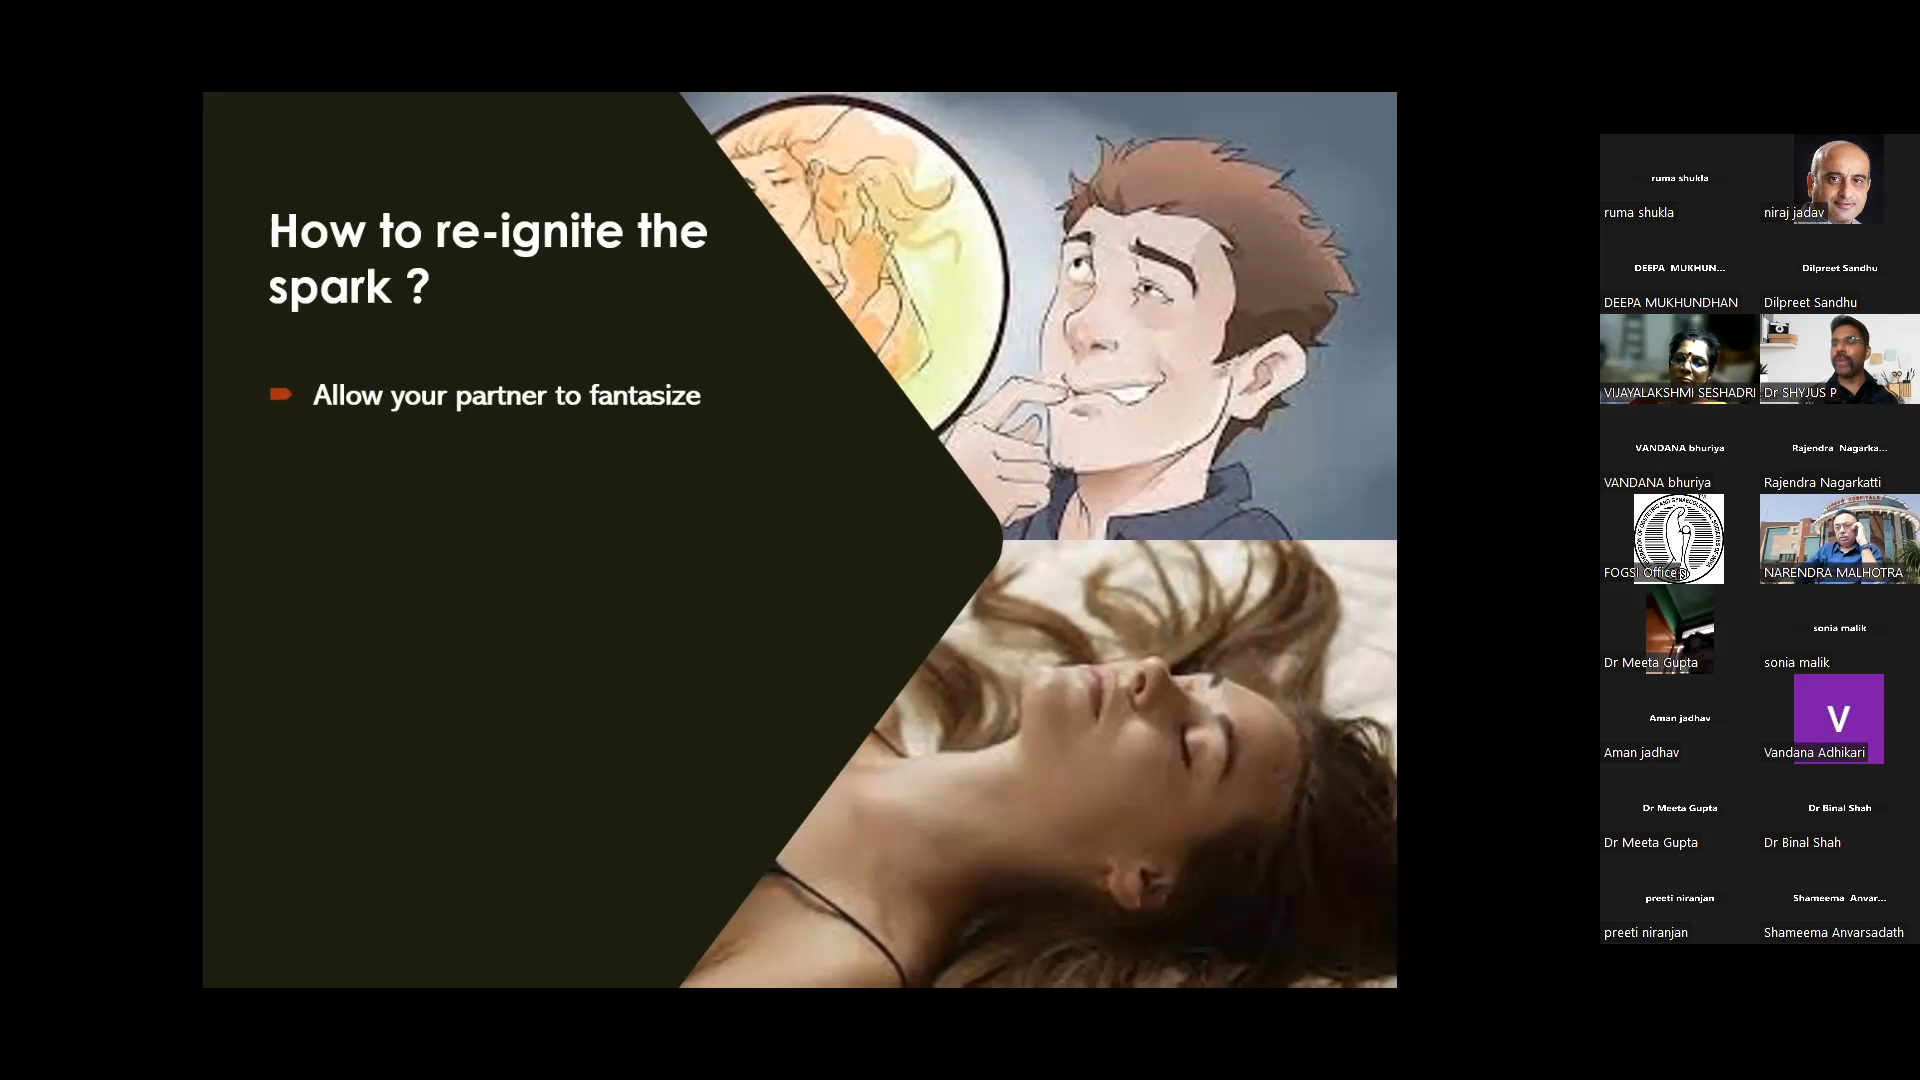 How to re-ignite the
spark ?
Allow your partner to fantasize
ruma shukla
ruma shukla
niraj jadav
DEEPA MUKHUN...
DEEPA MUKHUNDHAN
Dilpreet Sandhu
Dilpreet Sandhu
VIJAYALAKSHMI SESHADRI
Dr SHYJUS P
VANDANA bhuriya
VANDANA bhuriya
Rajendra Nagarka...
Rajendra Nagarkatti
FOGSI Office
NARENDRA MALHOTRA
Dr Meeta Gupta
sonia malik
sonia malik
Aman jadhav
Aman jadhav
V
Vandana Adhikari
Dr Meeta Gupta
Dr Meeta Gupta
Dr Binal Shah
Dr Binal Shah
preeti niranjan
preeti niranjan
Shameema Anvar...
Shameema Anvarsadath